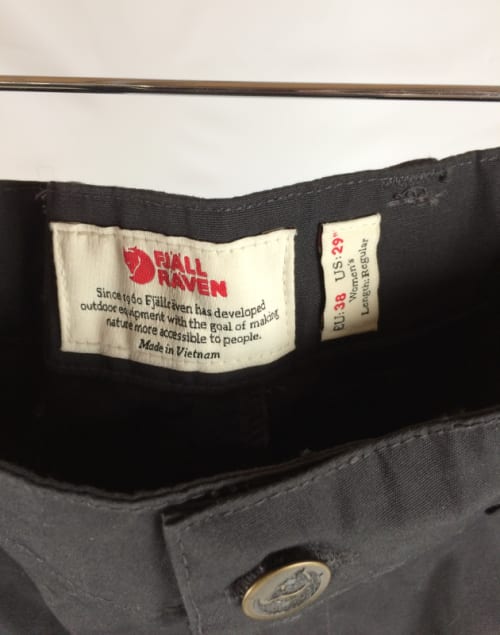 FJÄLL
RÄVEN
Since 1960 Fjällräven has developed
outdoor equipment with the goal of making
nature more accessible to people.
Made in Vietnam
EU: 38 US: 29"
Women's
Length: Regular